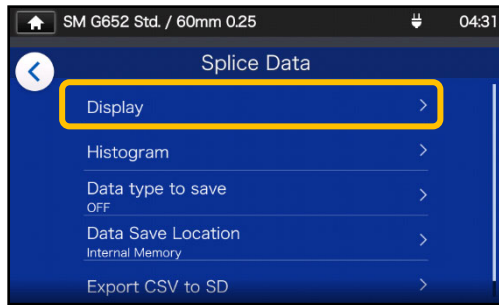 SM G652 Std. / 60mm 0.25
04:31
Splice Data
Display
Histogram
Data type to save
OFF
Data Save Location
Internal Memory
Export CSV to SD